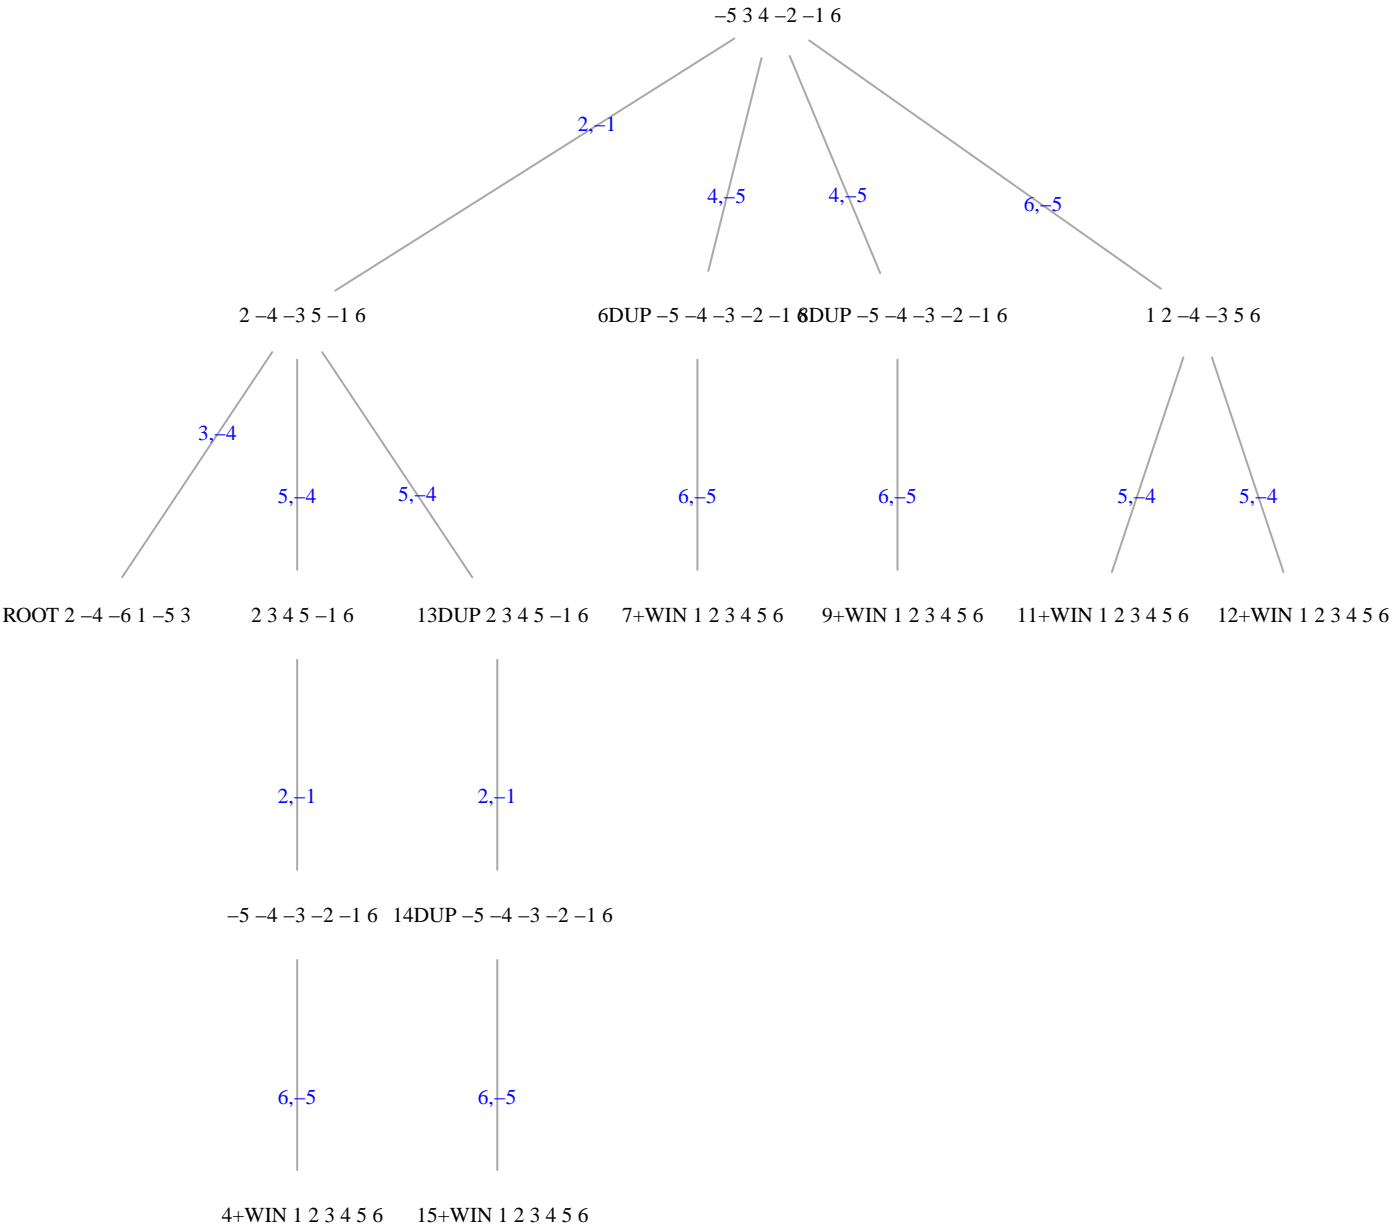 –5 3 4 –2 –1 6
2,–1
4,–5
4,–5
6,–5
2 –4 –3 5 –1 6
6DUP –5 –4 –3 –2 –1 6
8DUP –5 –4 –3 –2 –1 6
1 2 –4 –3 5 6
3,–4
5,–4
5,–4
6,–5
6,–5
5,–4
5,–4
ROOT 2 –4 –6 1 –5 3
2 3 4 5 –1 6
13DUP 2 3 4 5 –1 6
7+WIN 1 2 3 4 5 6
9+WIN 1 2 3 4 5 6
11+WIN 1 2 3 4 5 6
12+WIN 1 2 3 4 5 6
2,–1
2,–1
–5 –4 –3 –2 –1 6
14DUP –5 –4 –3 –2 –1 6
6,–5
6,–5
4+WIN 1 2 3 4 5 6
15+WIN 1 2 3 4 5 6